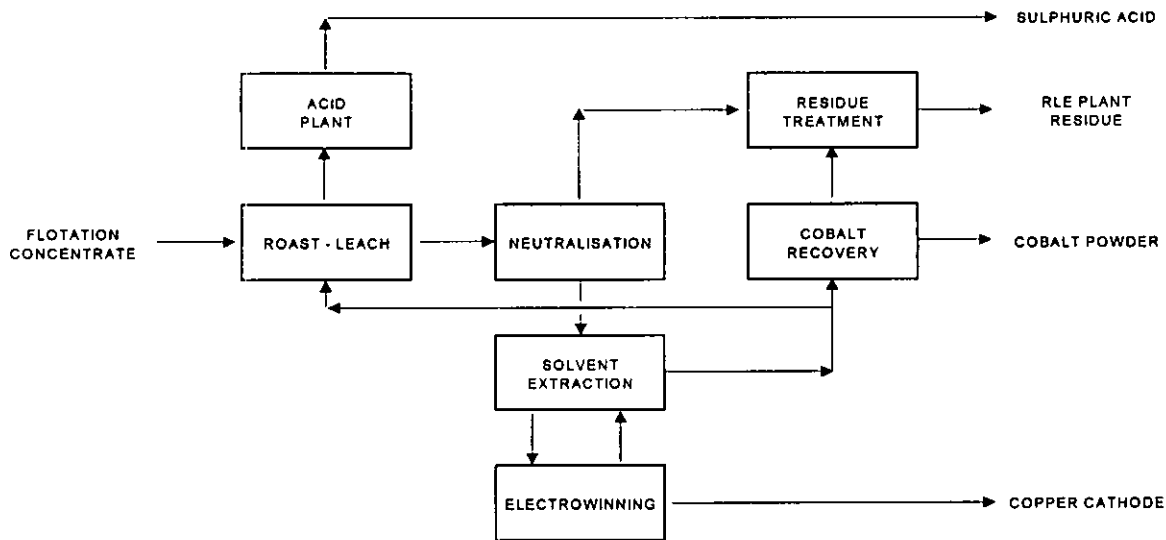 SULPHURIC ACID
ACID
PLANT
RESIDUE
TREATMENT
RLE PLANT
RESIDUE
FLOTATION
CONCENTRATE
ROAST - LEACH
NEUTRALISATION
COBALT
RECOVERY
COBALT POWDER
SOLVENT
EXTRACTION
ELECTROWINNING
COPPER CATHODE